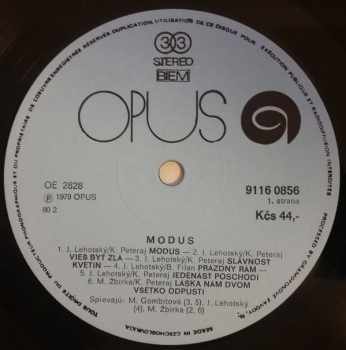 33
STEREO
BIEM
OPUS
OE 2828
℗ 1979 OPUS
80 2
9116 0856
1. strana
Kčs 44,-
MODUS
1. J. Lehotský/K. Peteraj MODUS — 2. J. Lehotský/K. Peteraj
VIEŠ BYŤ ZLÁ — 3. J. Lehotský/K. Peteraj SLÁVNOSŤ
KVETÍN — 4. J. Lehotský/B. Filan PRÁZDNY RÁM —
5. J. Lehotský/K. Peteraj JEDENÁSŤ POSCHODÍ
— 6. M. Žbirka/K. Peteraj LÁSKA NÁM DVOM
VŠETKO ODPUSTÍ
Spievajú: M. Gombitová (3, 5), J. Lehotský
(4), M. Žbirka (2, 6)
MADE IN CZECHOSLOVAKIA